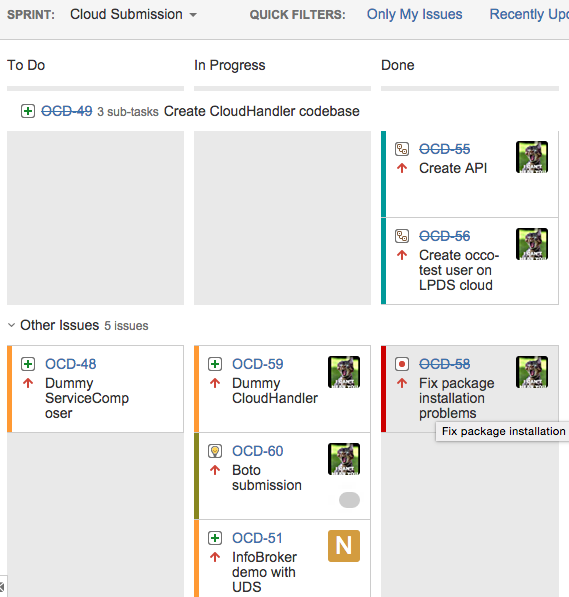 SPRINT: Cloud Submission QUICK FILTERS: Only My Issues Recently Upd
To Do In Progress Done
OCD-49 3 sub-tasks Create CloudHandler codebase
OCD-55
Create API
OCD-56
Create occo-
test user on
LPDS cloud
Other Issues 5 issues
OCD-48
Dummy
ServiceComp
oser
OCD-59
Dummy
CloudHandler
OCD-58
Fix package
installation
problems
Fix package installation
OCD-60
Boto
submission
OCD-51
InfoBroker
demo with
UDS
N